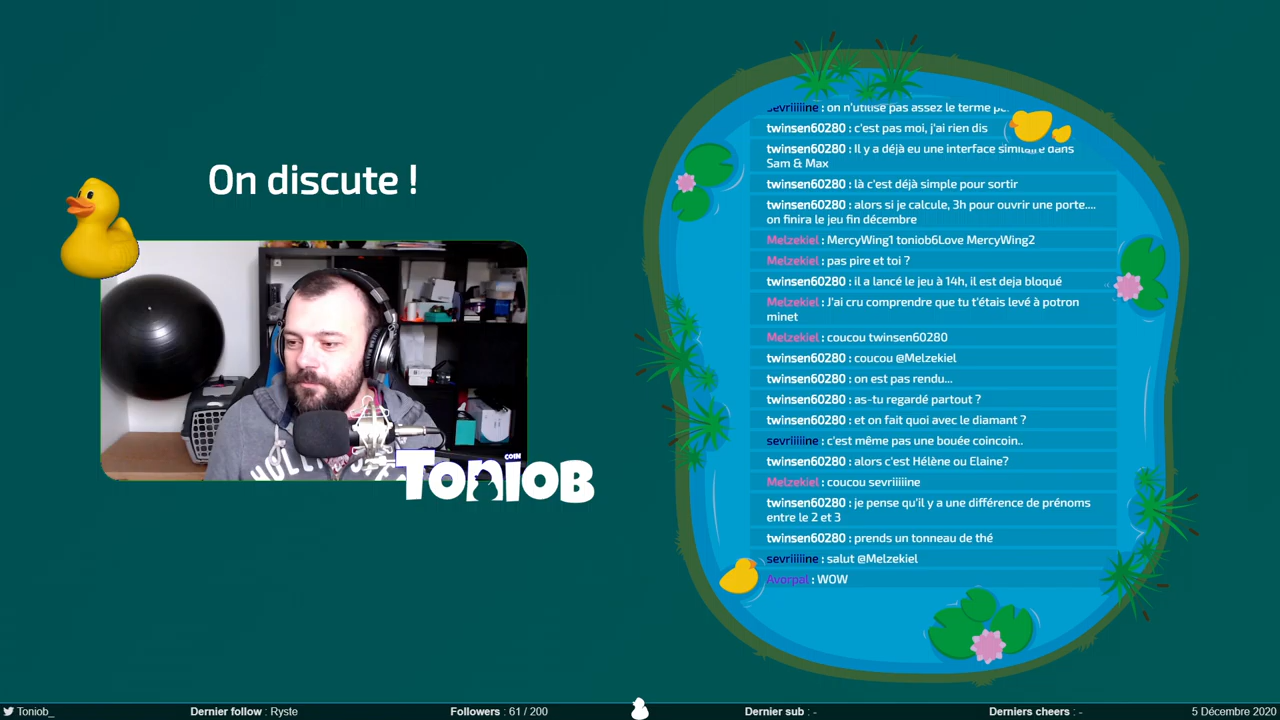 On discute !
HOLLY
COIN
TONIOB
sevriiiiine : on n'utilise pas assez le terme
twinsen60280 : c'est pas moi, j'ai rien dis
twinsen60280 : Il y a déjà eu une interface similaire dans
Sam & Max
twinsen60280 : là c'est déjà simple pour sortir
twinsen60280 : alors si je calcule, 3h pour ouvrir une porte....
on finira le jeu fin décembre
Melzekiel : MercyWing1 toniob6Love MercyWing2
Melzekiel : pas pire et toi ?
twinsen60280 : il a lancé le jeu à 14h, il est deja bloqué
Melzekiel : J'ai cru comprendre que tu t'étais levé à potron
minet
Melzekiel : coucou twinsen60280
twinsen60280 : coucou @Melzekiel
twinsen60280 : on est pas rendu...
twinsen60280 : as-tu regardé partout ?
twinsen60280 : et on fait quoi avec le diamant ?
sevriiiiine : c'est même pas une bouée coincoin..
twinsen60280 : alors c'est Hélène ou Elaine?
Melzekiel : coucou sevriiiiine
twinsen60280 : je pense qu'il y a une différence de prénoms
entre le 2 et 3
twinsen60280 : prends un tonneau de thé
sevriiiiine : salut @Melzekiel
Avorpal : WOW
Toniob_
Dernier follow : Ryste
Followers : 61 / 200
Dernier sub : -
Derniers cheers : -
5 Décembre 2020